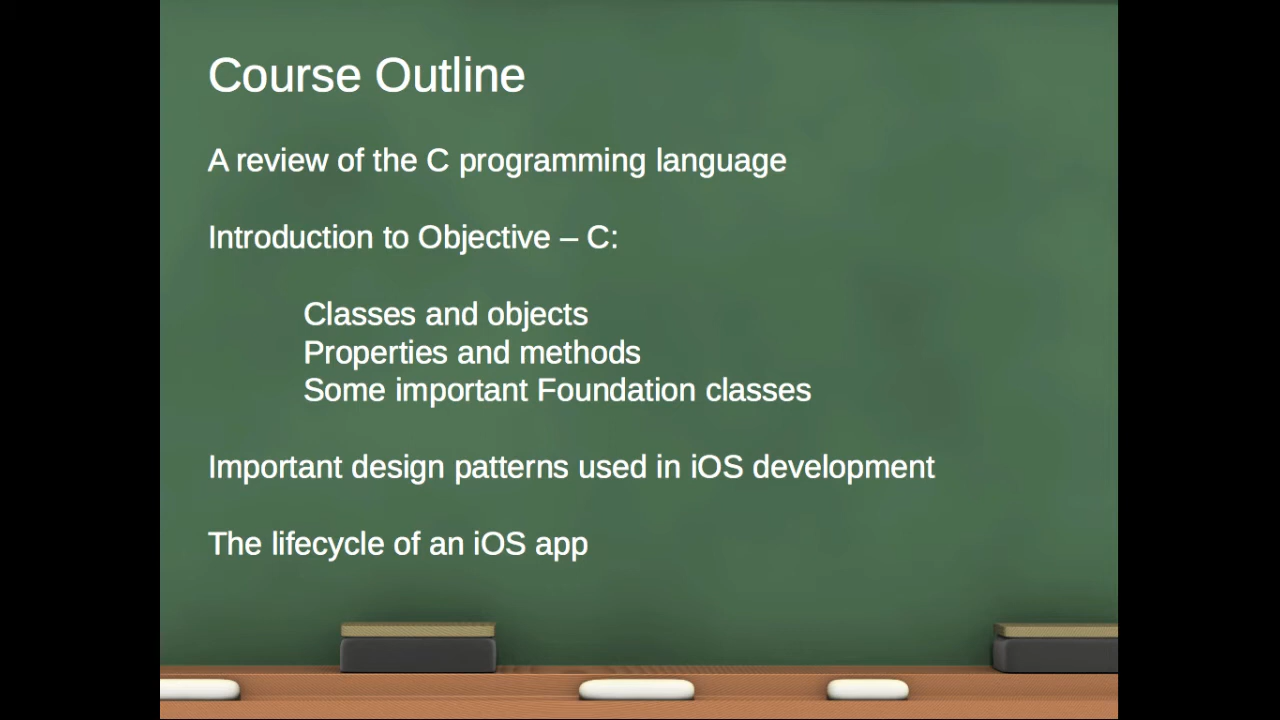 Course Outline
A review of the C programming language
Introduction to Objective – C:
Classes and objects
Properties and methods
Some important Foundation classes
Important design patterns used in iOS development
The lifecycle of an iOS app